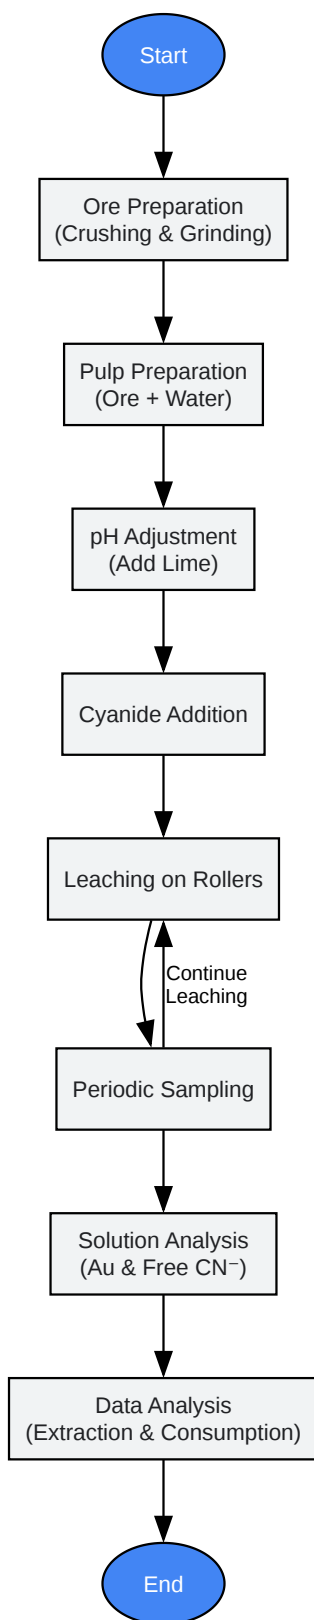 Start
Ore Preparation
(Crushing & Grinding)
Pulp Preparation
(Ore + Water)
pH Adjustment
(Add Lime)
Cyanide Addition
Leaching on Rollers
Continue
Leaching
Periodic Sampling
Solution Analysis
(Au & Free CN⁻)
Data Analysis
(Extraction & Consumption)
End